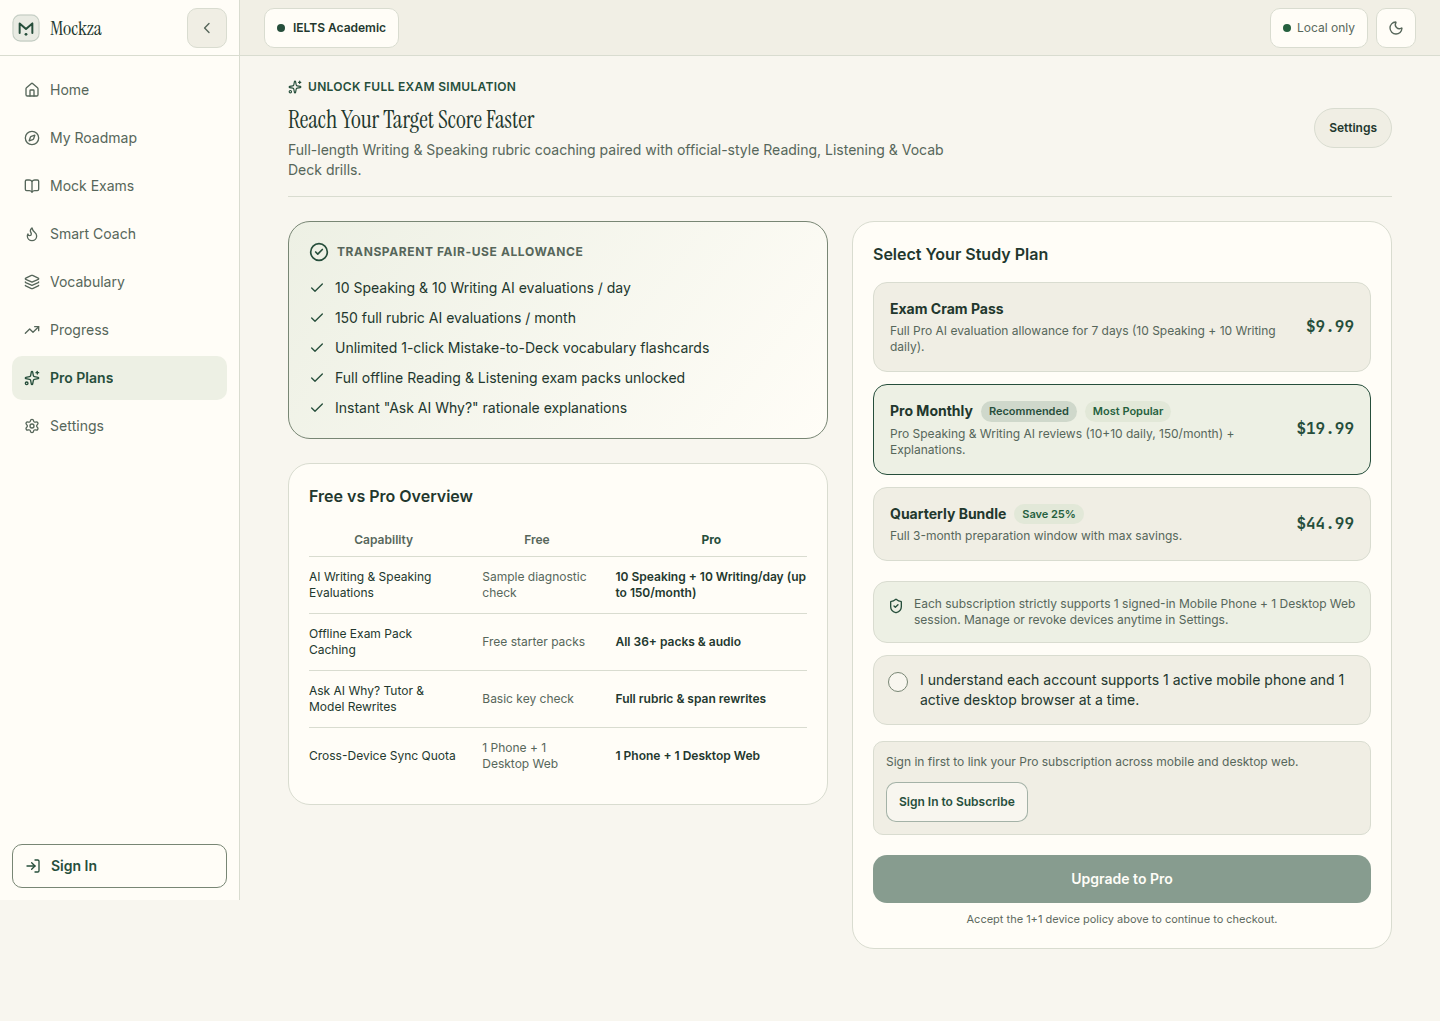 Mockza
IELTS Academic
Local only
Home
My Roadmap
Mock Exams
Smart Coach
Vocabulary
Progress
Pro Plans
Settings
Sign In
UNLOCK FULL EXAM SIMULATION
Reach Your Target Score Faster
Full-length Writing & Speaking rubric coaching paired with official-style Reading, Listening & Vocab
Deck drills.
Settings
TRANSPARENT FAIR-USE ALLOWANCE
10 Speaking & 10 Writing AI evaluations / day
150 full rubric AI evaluations / month
Unlimited 1-click Mistake-to-Deck vocabulary flashcards
Full offline Reading & Listening exam packs unlocked
Instant "Ask AI Why?" rationale explanations
Free vs Pro Overview
Capability Free Pro
AI Writing & Speaking
Evaluations
Sample diagnostic
check
10 Speaking + 10 Writing/day (up
to 150/month)
Offline Exam Pack
Caching
Free starter packs
All 36+ packs & audio
Ask AI Why? Tutor &
Model Rewrites
Basic key check
Full rubric & span rewrites
Cross-Device Sync Quota
1 Phone + 1
Desktop Web
1 Phone + 1 Desktop Web
Select Your Study Plan
Exam Cram Pass
Full Pro AI evaluation allowance for 7 days (10 Speaking + 10 Writing
daily).
$9.99
Pro Monthly Recommended Most Popular
Pro Speaking & Writing AI reviews (10+10 daily, 150/month) +
Explanations.
$19.99
Quarterly Bundle Save 25%
Full 3-month preparation window with max savings.
$44.99
Each subscription strictly supports 1 signed-in Mobile Phone + 1 Desktop Web
session. Manage or revoke devices anytime in Settings.
I understand each account supports 1 active mobile phone and 1
active desktop browser at a time.
Sign in first to link your Pro subscription across mobile and desktop web.
Sign In to Subscribe
Upgrade to Pro
Accept the 1+1 device policy above to continue to checkout.